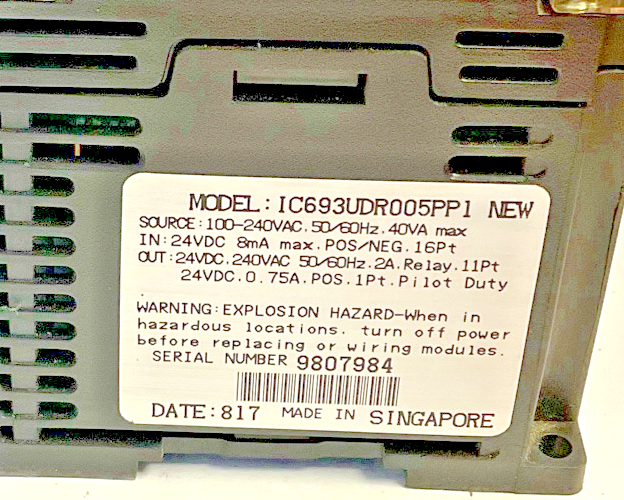 MODEL:IC693UDR005PP1 NEW
SOURCE:100-240VAC.50/60Hz.40VA max
IN:24VDC 8mA max.POS/NEG.16Pt
OUT:24VDC.240VAC 50/60Hz.2A.Relay.11Pt
24VDC.0.75A.POS.1Pt.Pilot Duty
WARNING:EXPLOSION HAZARD-When in
hazardous locations. turn off power
before replacing or wiring modules.
SERIAL NUMBER 9807984
DATE:817 MADE IN SINGAPORE